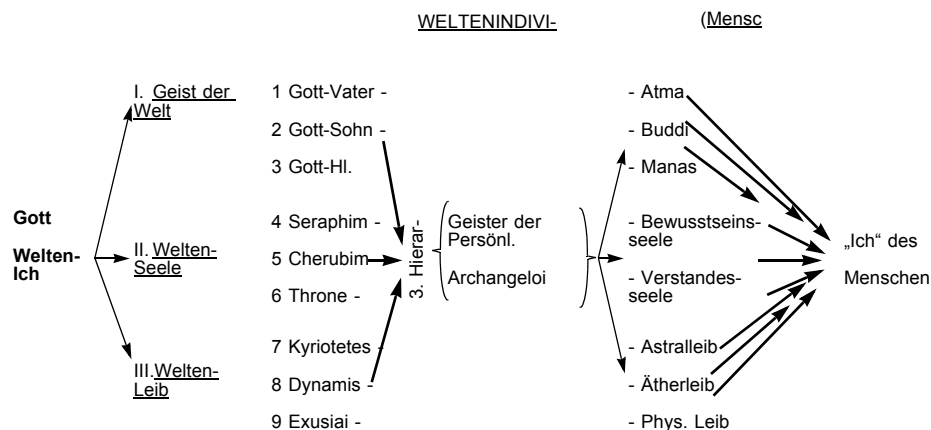 WELTENINDIVI-
(Mensc
Gott
Welten-
Ich
I. Geist der
Welt
II. Welten-
Seele
III.Welten-
Leib
1 Gott-Vater -
2 Gott-Sohn -
3 Gott-Hl.
4 Seraphim -
5 Cherubim
6 Throne -
7 Kyriotetes -
8 Dynamis -
9 Exusiai -
3. Hierar-
Geister der
Persönl.
Archangeloi
- Atma
- Buddi
- Manas
- Bewusstseins-
seele
- Verstandes-
seele
- Astralleib
- Ätherleib
- Phys. Leib
„Ich“ des
Menschen